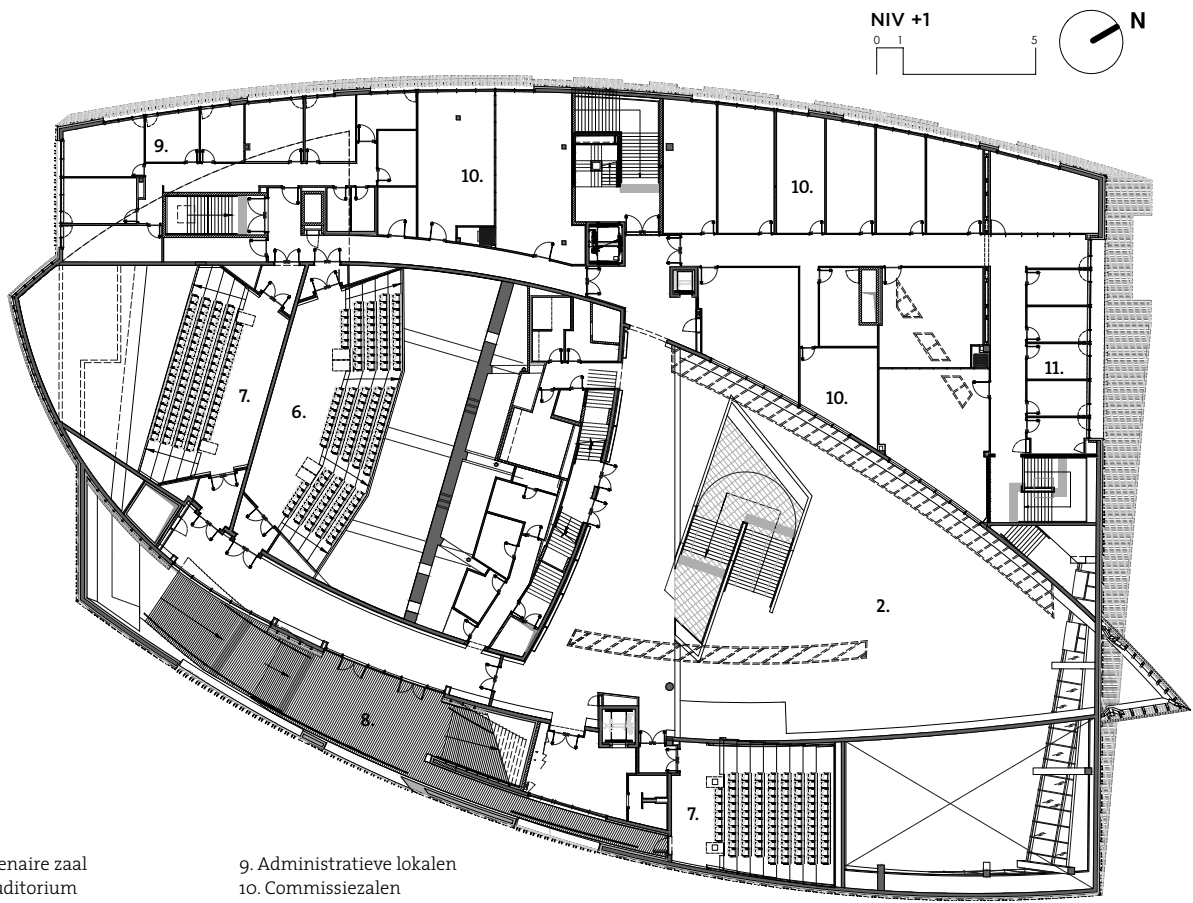 NIV +1
N
0 1 5
9.
10.
10.
7.
6.
10.
11.
2.
8.
7.
enaire zaal
uditorium
9. Administratieve lokalen
10. Commissiezalen